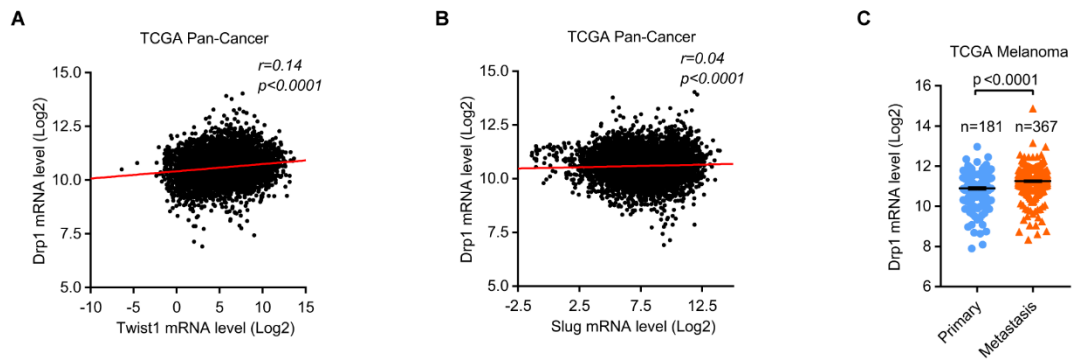 A
TCGA Pan-Cancer
r=0.14
p<0.0001
Drp1 mRNA level (Log2)
15.0
12.5
10.0
7.5
5.0
-10
-5
0
5
10
15
Twist1 mRNA level (Log2)
B
TCGA Pan-Cancer
r=0.04
p<0.0001
Drp1 mRNA level (Log2)
15.0
12.5
10.0
7.5
5.0
-2.5
2.5
7.5
12.5
Slug mRNA level (Log2)
C
TCGA Melanoma
p<0.0001
n=181
n=367
Drp1 mRNA level (Log2)
16
14
12
10
8
6
Primary
Metastasis